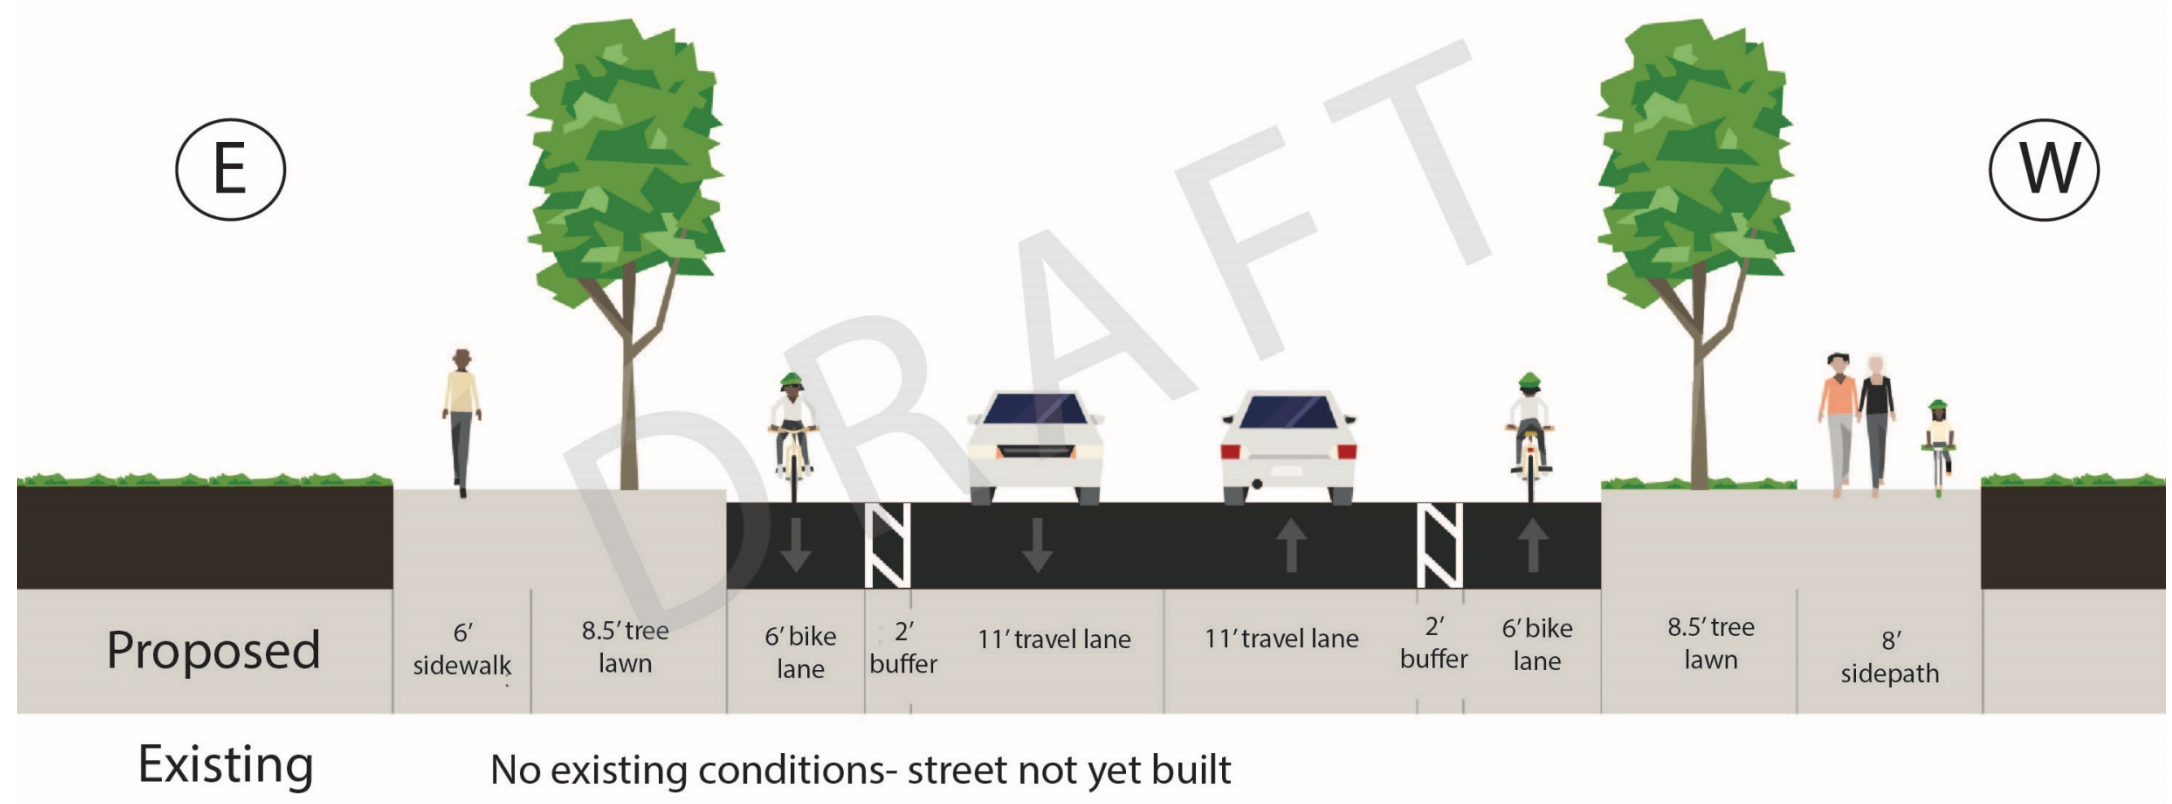 E
W
DRAFT
Proposed
6’
sidewalk
8.5’ tree
lawn
6’ bike
lane
2’
buffer
11’ travel lane
11’ travel lane
2’
buffer
6’ bike
lane
8.5’ tree
lawn
8’
sidepath
Existing
No existing conditions- street not yet built